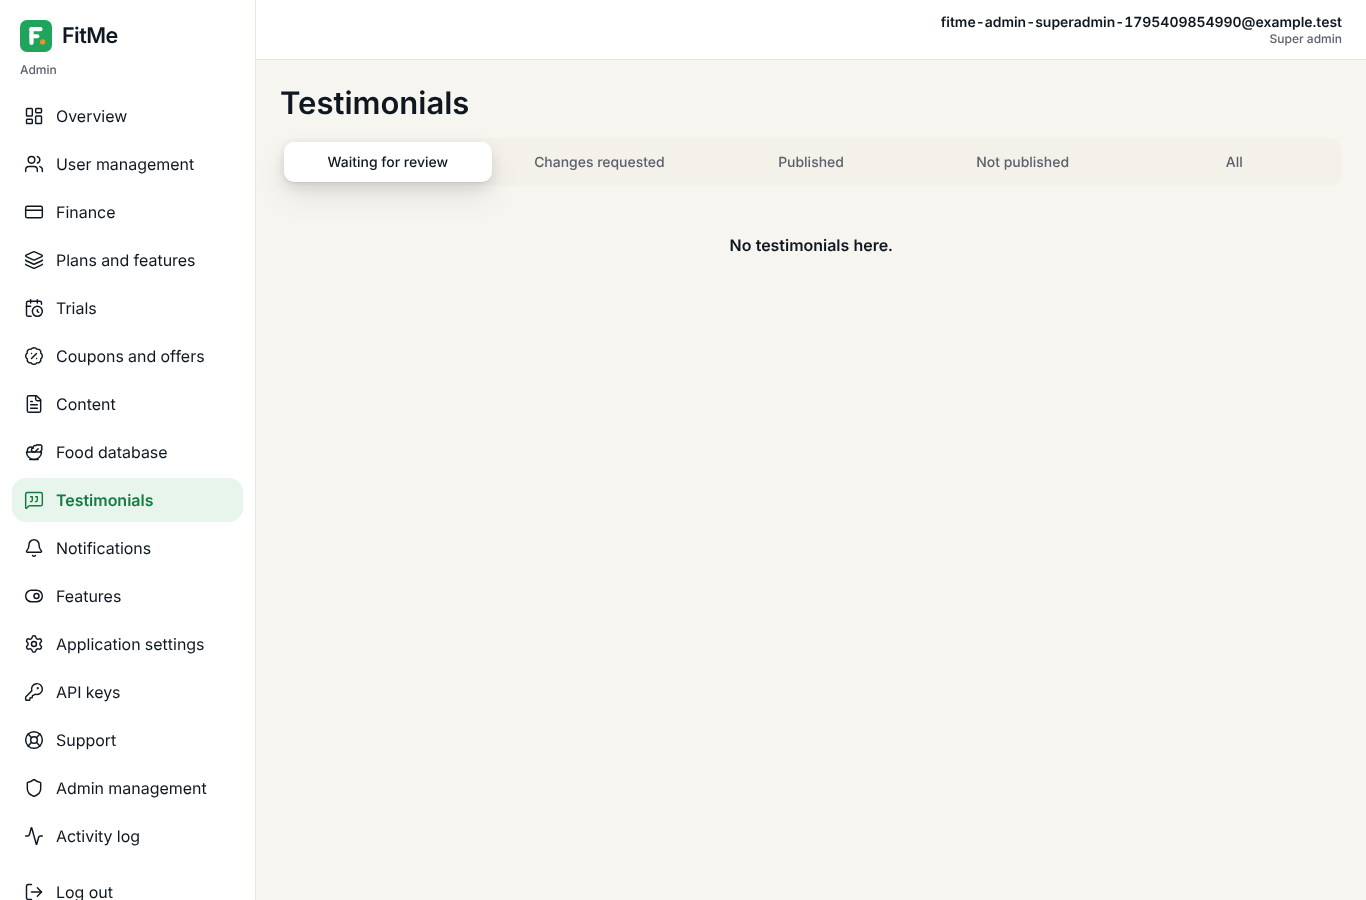 FitMe
Admin
Overview
User management
Finance
Plans and features
Trials
Coupons and offers
Content
Food database
Testimonials
Notifications
Features
Application settings
API keys
Support
Admin management
Activity log
Log out
fitme-admin-superadmin-1795409854990@example.test
Super admin
Testimonials
Waiting for review
Changes requested
Published
Not published
All
No testimonials here.